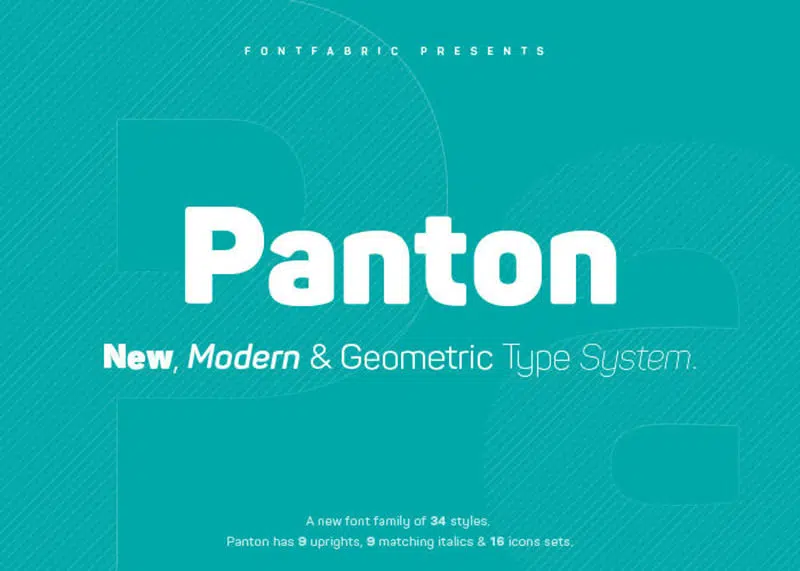 FONTFABRIC PRESENTS
Panton
New, Modern & Geometric Type System.
A new font family of 34 styles.
Panton has 9 uprights, 9 matching italics & 16 icons sets.